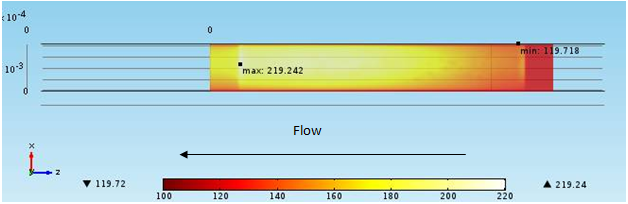 × 10⁻⁴
0 0
min: 119.718
max: 219.242
10⁻³
0
Flow
x
y z
▼ 119.72
▲ 219.24
100 120 140 160 180 200 220